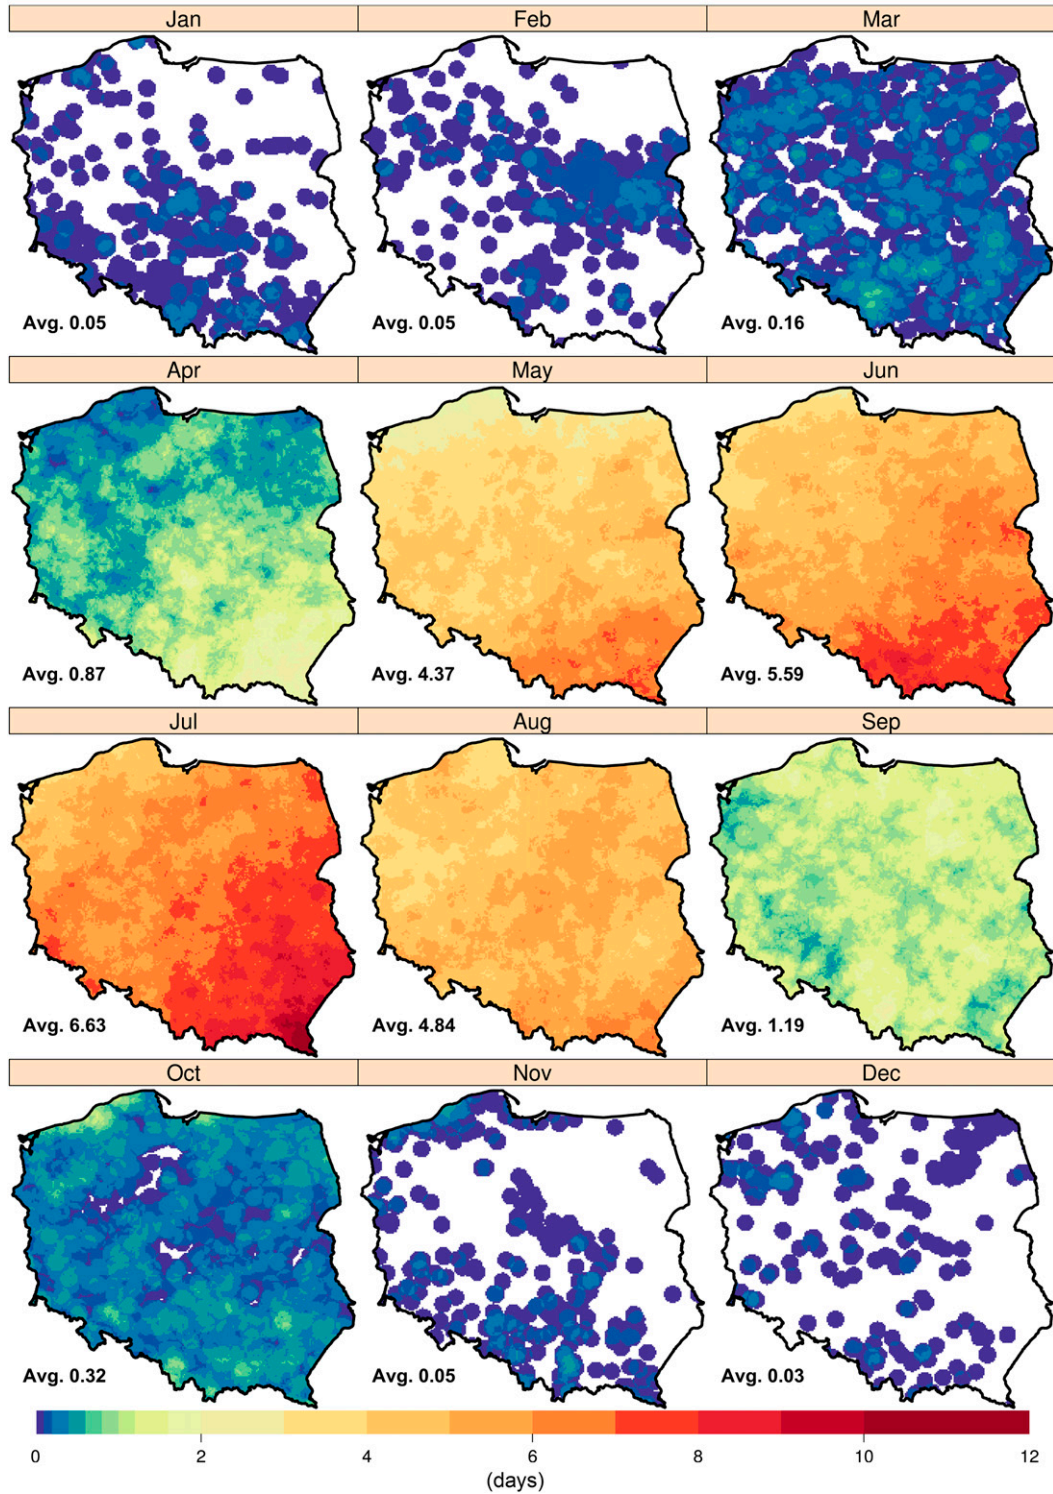 Jan Feb Mar
Avg. 0.05 Avg. 0.05 Avg. 0.16
Apr May Jun
Avg. 0.87 Avg. 4.37 Avg. 5.59
Jul Aug Sep
Avg. 6.63 Avg. 4.84 Avg. 1.19
Oct Nov Dec
Avg. 0.32 Avg. 0.05 Avg. 0.03
0 2 4 6 8 10 12
(days)